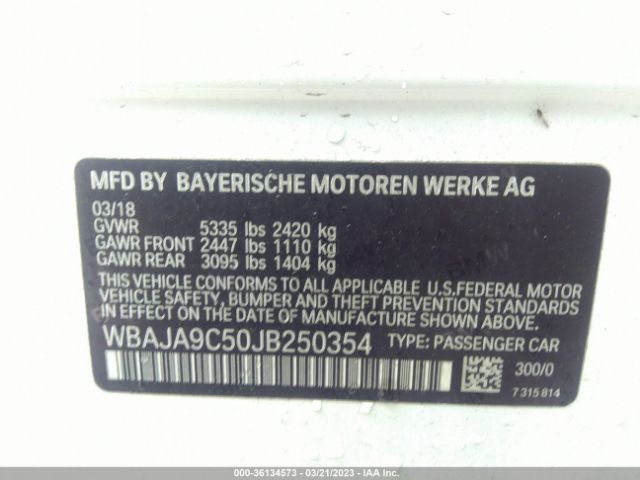 MFD BY BAYERISCHE MOTOREN WERKE AG
03/18
GVWR 5335 lbs 2420 kg
GAWR FRONT 2447 lbs 1110 kg
GAWR REAR 3095 lbs 1404 kg
THIS VEHICLE CONFORMS TO ALL APPLICABLE U.S.FEDERAL MOTOR
VEHICLE SAFETY, BUMPER AND THEFT PREVENTION STANDARDS
IN EFFECT ON THE DATE OF MANUFACTURE SHOWN ABOVE.
WBAJA9C50JB250354 TYPE: PASSENGER CAR
300/0
7 315 814
000-36134573 - 03/21/2023 - IAA Inc.